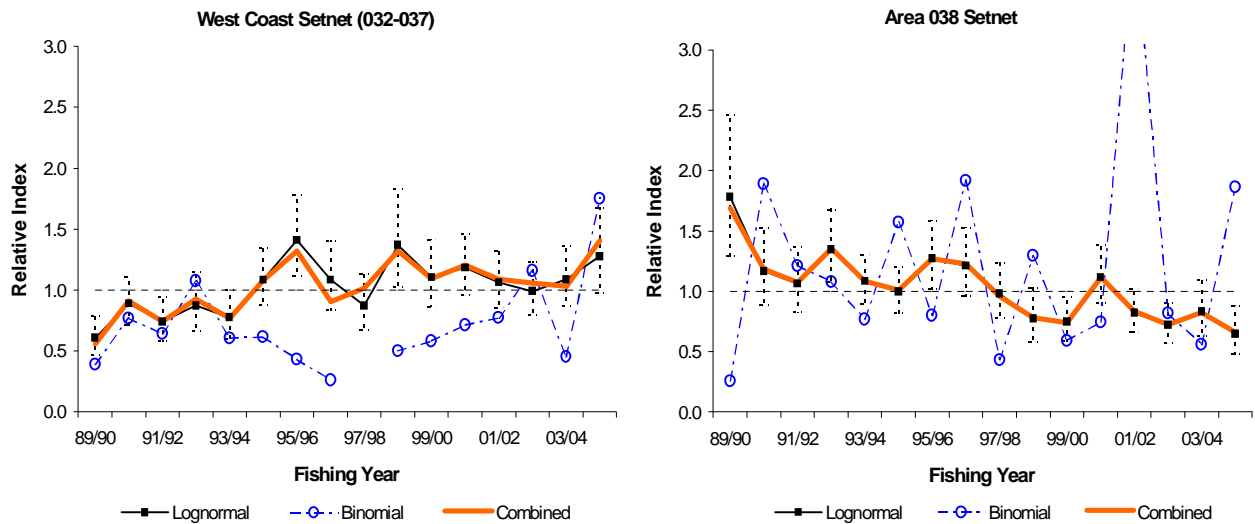 West Coast Setnet (032-037)
3.0
2.5
2.0
1.5
1.0
0.5
0.0
Relative Index
89/90 91/92 93/94 95/96 97/98 99/00 01/02 03/04
Fishing Year
Lognormal Binomial Combined
Area 038 Setnet
3.0
2.5
2.0
1.5
1.0
0.5
0.0
Relative Index
89/90 91/92 93/94 95/96 97/98 99/00 01/02 03/04
Fishing Year
Lognormal Binomial Combined